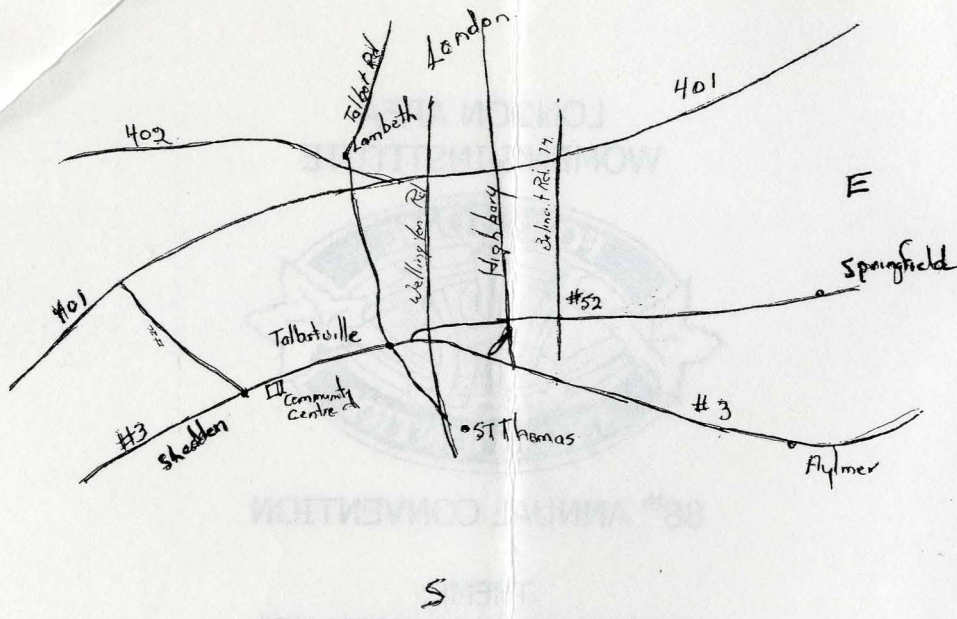 London
Talbot Rd
Lambeth
402
401
E
Wellington Rd
Highbury
Belmont Rd. 74
Springfield
#52
#401
Talbotville
Community
Centre
#3
Shedden
#3
ST Thomas
Aylmer
S
LONDON AREA
WOMEN'S INSTITUTE
88th ANNUAL CONVENTION